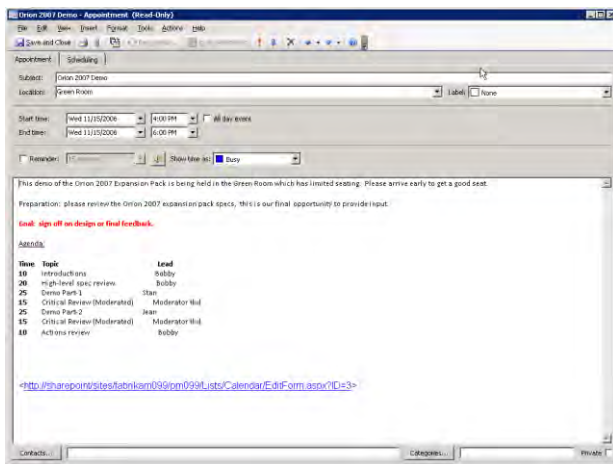 Orion 2007 Demo - Appointment (Read-Only)
File Edit View Insert Format Tools Actions Help
Save and Close
Appointment Scheduling
Subject: Orion 2007 Demo
Location: Green Room Label: None
Start time: Wed 11/15/2006 4:00 PM All day event
End time: Wed 11/15/2006 6:00 PM
Reminder: Show time as: Busy
This demo of the Orion 2007 Expansion Pack is being held in the Green Room which has limited seating. Please arrive early to get a good seat.
Preparation: please review the Orion 2007 expansion pack specs, this is our final opportunity to provide input.
Goal: sign off on design or final feedback.
Agenda:
Time Topic Lead
10 Introductions Bobby
20 High-level spec review Bobby
25 Demo Part-1 Stan
15 Critical Review (Moderated) Moderator
25 Demo Part-2 Jean
15 Critical Review (Moderated) Moderator
10 Actions review Bobby
<http://sharepoint/sites/fabrikam099/pm099/Lists/Calendar/EditForm.aspx?ID=3>
Contacts... Categories... Private